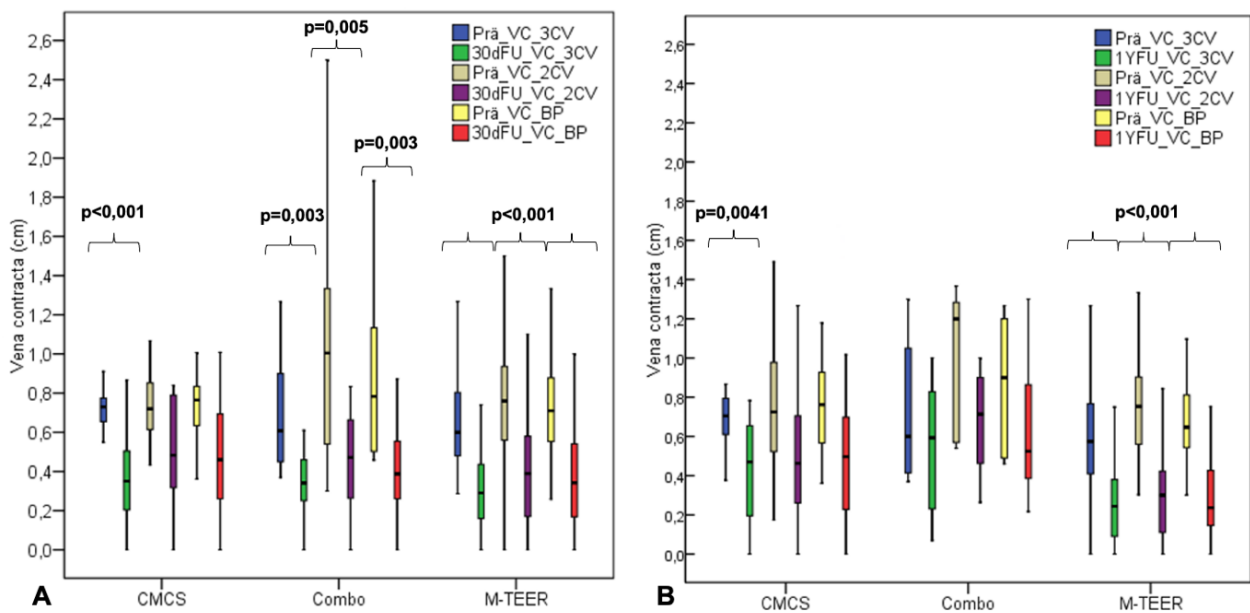 Prä_VC_3CV
30dFU_VC_3CV
Prä_VC_2CV
30dFU_VC_2CV
Prä_VC_BP
30dFU_VC_BP
p=0,005
p=0,003
p<0,001
p=0,003
p<0,001
Vena contracta (cm)
2,6
2,4
2,2
2,0
1,8
1,6
1,4
1,2
1,0
0,8
0,6
0,4
0,2
0,0
CMCS
Combo
M-TEER
A
Prä_VC_3CV
1YFU_VC_3CV
Prä_VC_2CV
1YFU_VC_2CV
Prä_VC_BP
1YFU_VC_BP
p=0,0041
p<0,001
Vena contracta (cm)
2,6
2,4
2,2
2,0
1,8
1,6
1,4
1,2
1,0
0,8
0,6
0,4
0,2
0,0
CMCS
Combo
M-TEER
B